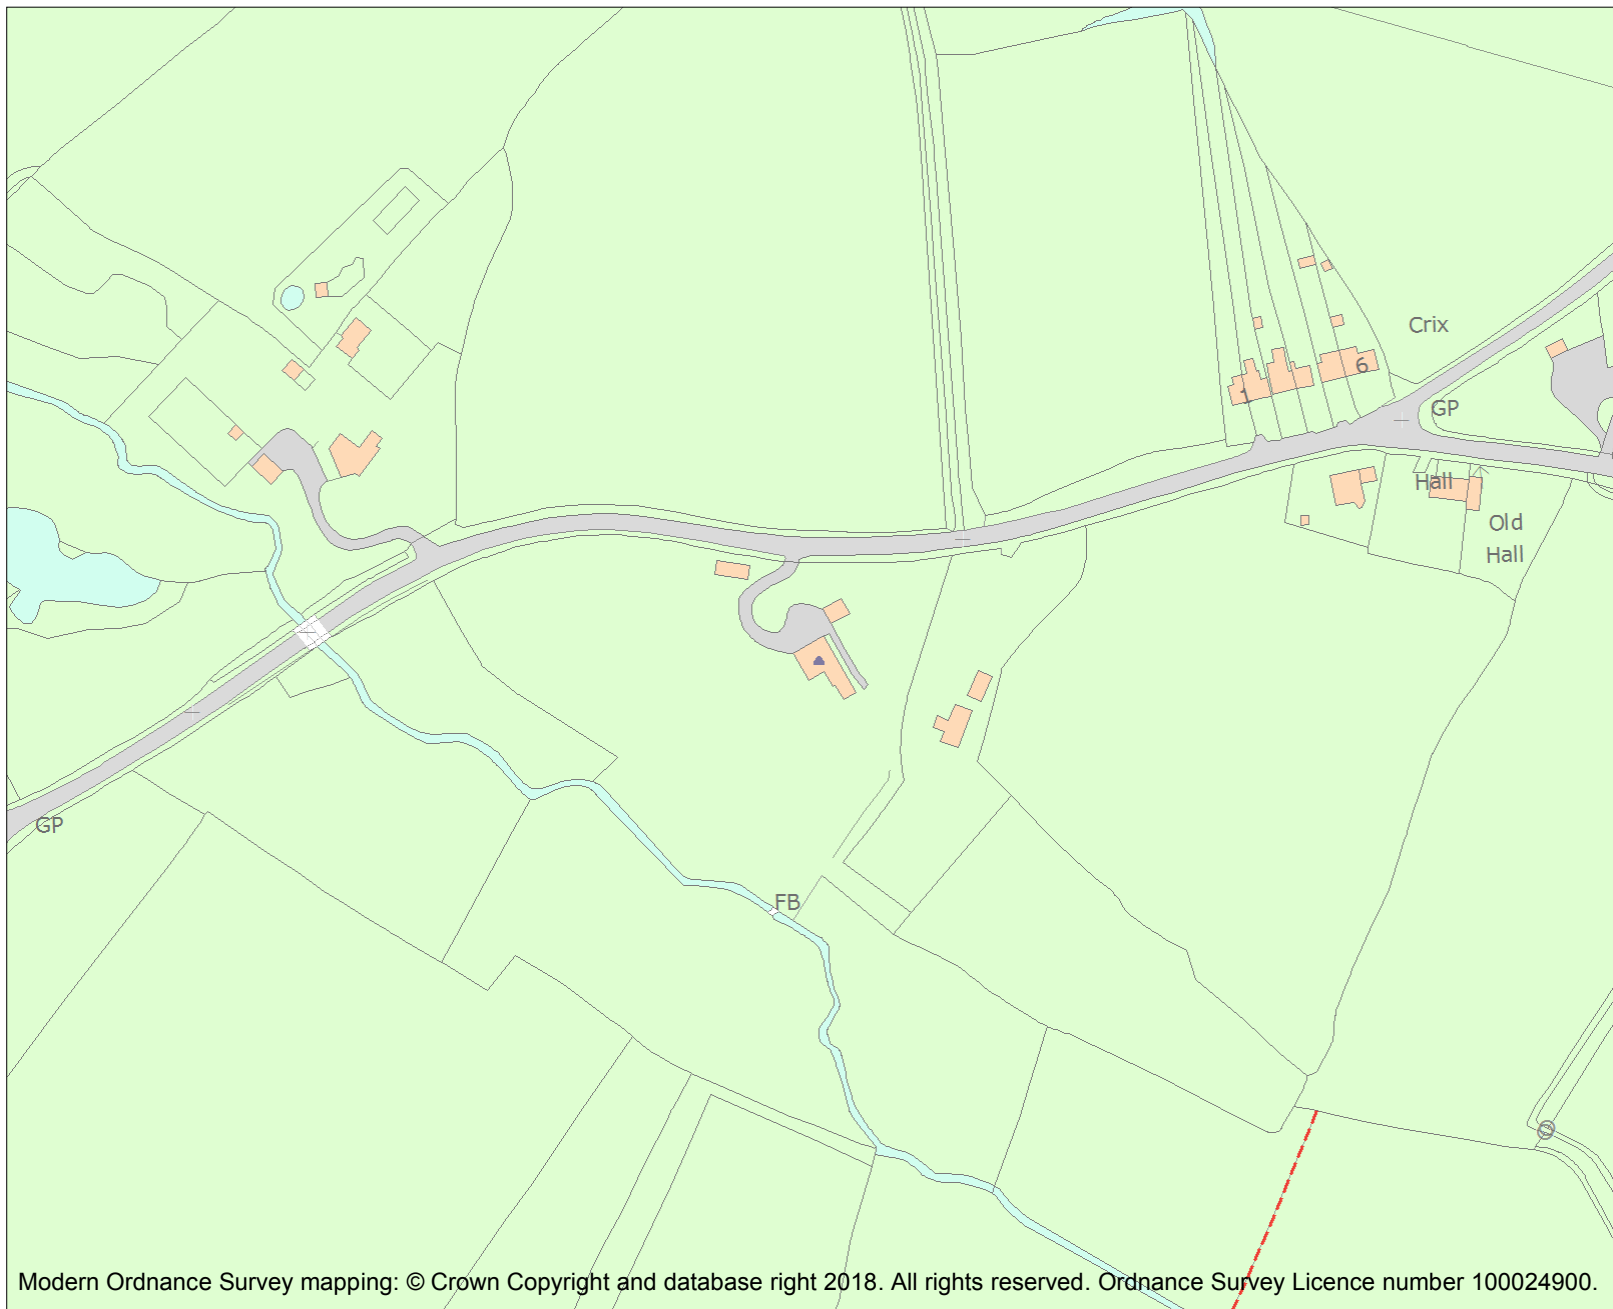 Crix
6
1
GP
Hall
Old
Hall
GP
FB
Modern Ordnance Survey mapping: © Crown Copyright and database right 2018. All rights reserved. Ordnance Survey Licence number 100024900.